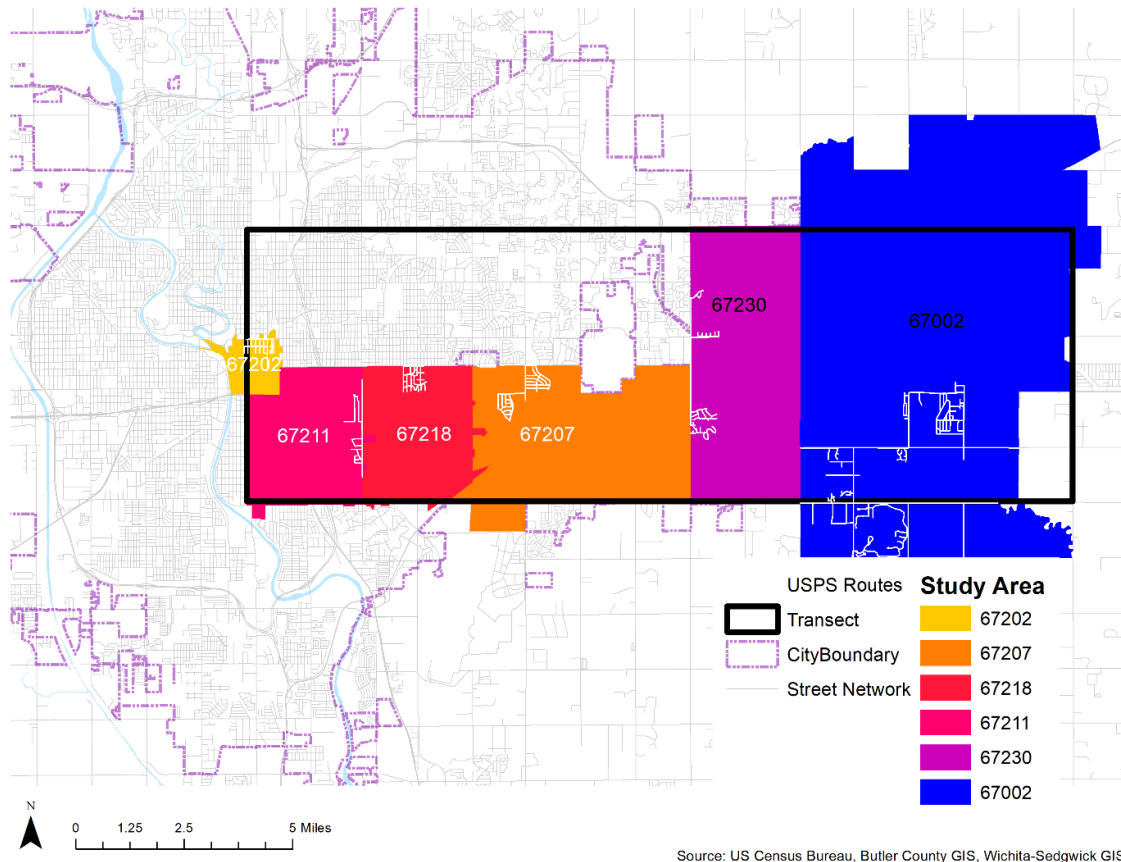 67230
67002
67202
67211
67218
67207
USPS Routes
Transect
CityBoundary
Street Network
Study Area
67202
67207
67218
67211
67230
67002
N
0 1.25 2.5 5 Miles
Source: US Census Bureau, Butler County GIS, Wichita-Sedgwick GIS